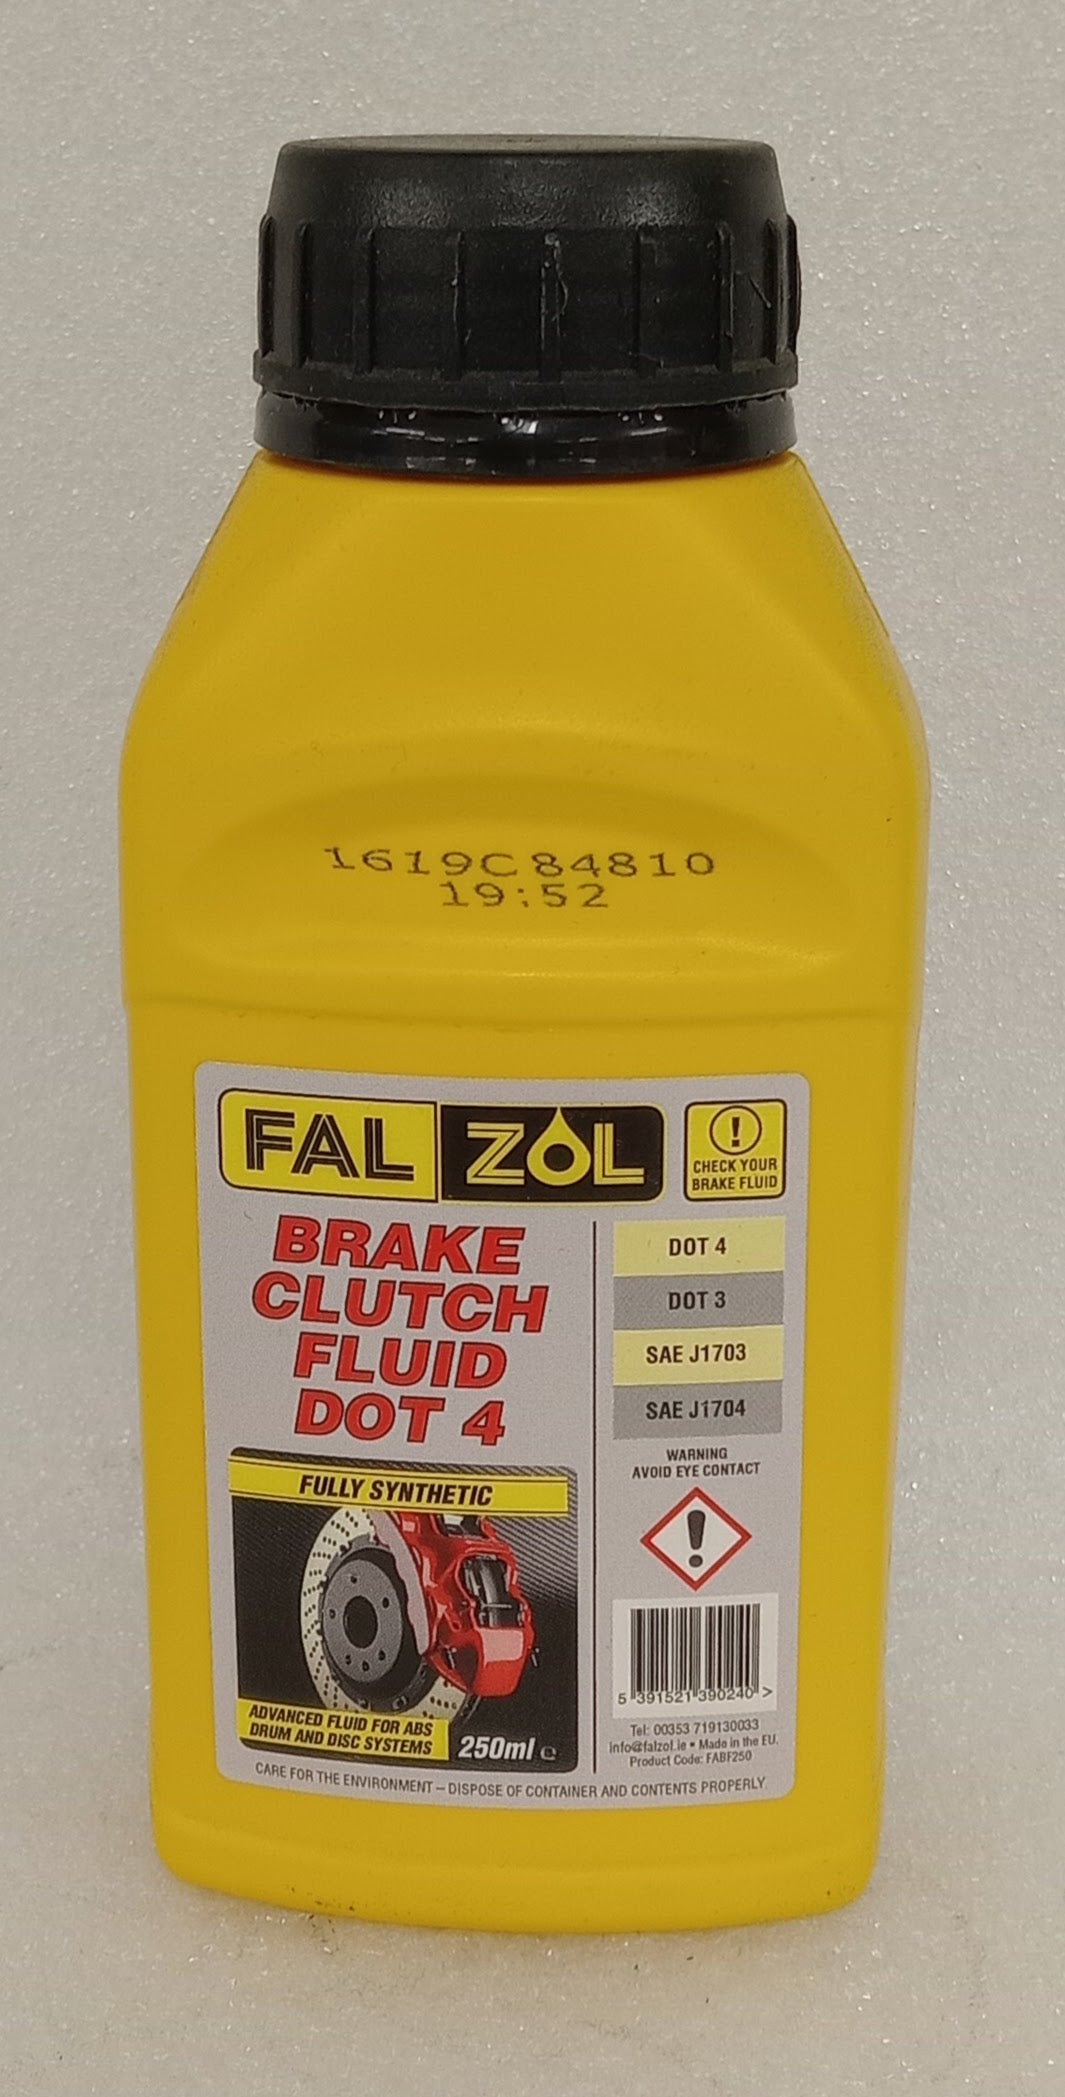 1619C84810
19:52
FAL ZOL
CHECK YOUR
BRAKE FLUID
BRAKE
CLUTCH
FLUID
DOT 4
FULLY SYNTHETIC
ADVANCED FLUID FOR ABS
DRUM AND DISC SYSTEMS
250ml e
DOT 4
DOT 3
SAE J1703
SAE J1704
WARNING
AVOID EYE CONTACT
5 391521 390240 >
Tel: 00353 719130033
info@falzol.ie • Made in the EU.
Product Code: FABF250
CARE FOR THE ENVIRONMENT – DISPOSE OF CONTAINER AND CONTENTS PROPERLY